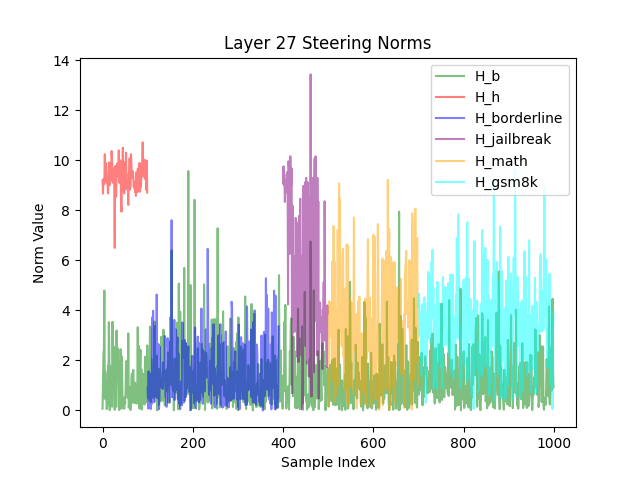 Layer 27 Steering Norms
H_b
H_h
H_borderline
H_jailbreak
H_math
H_gsm8k
14
12
10
8
6
4
2
0
Norm Value
0 200 400 600 800 1000
Sample Index